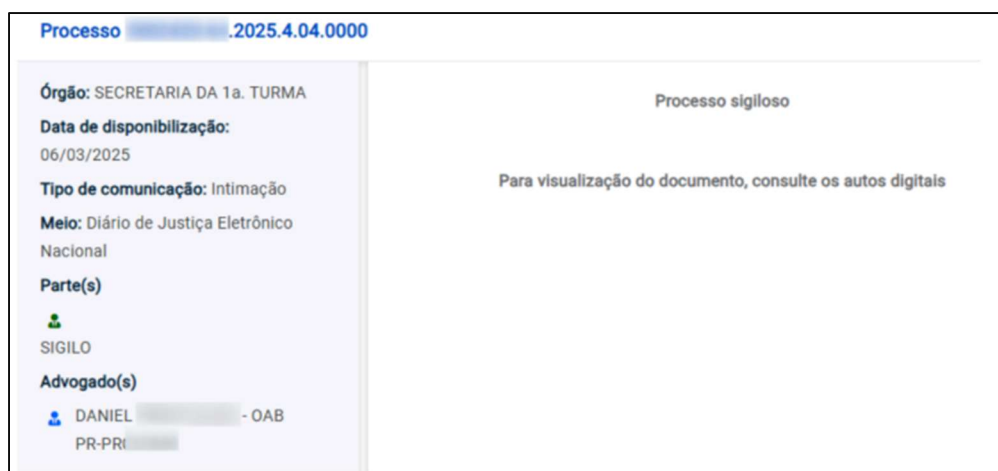 Processo .2025.4.04.0000
Órgão: SECRETARIA DA 1a. TURMA
Data de disponibilização:
06/03/2025
Tipo de comunicação: Intimação
Meio: Diário de Justiça Eletrônico
Nacional
Parte(s)
SIGILO
Advogado(s)
DANIEL - OAB
PR-PR
Processo sigiloso
Para visualização do documento, consulte os autos digitais